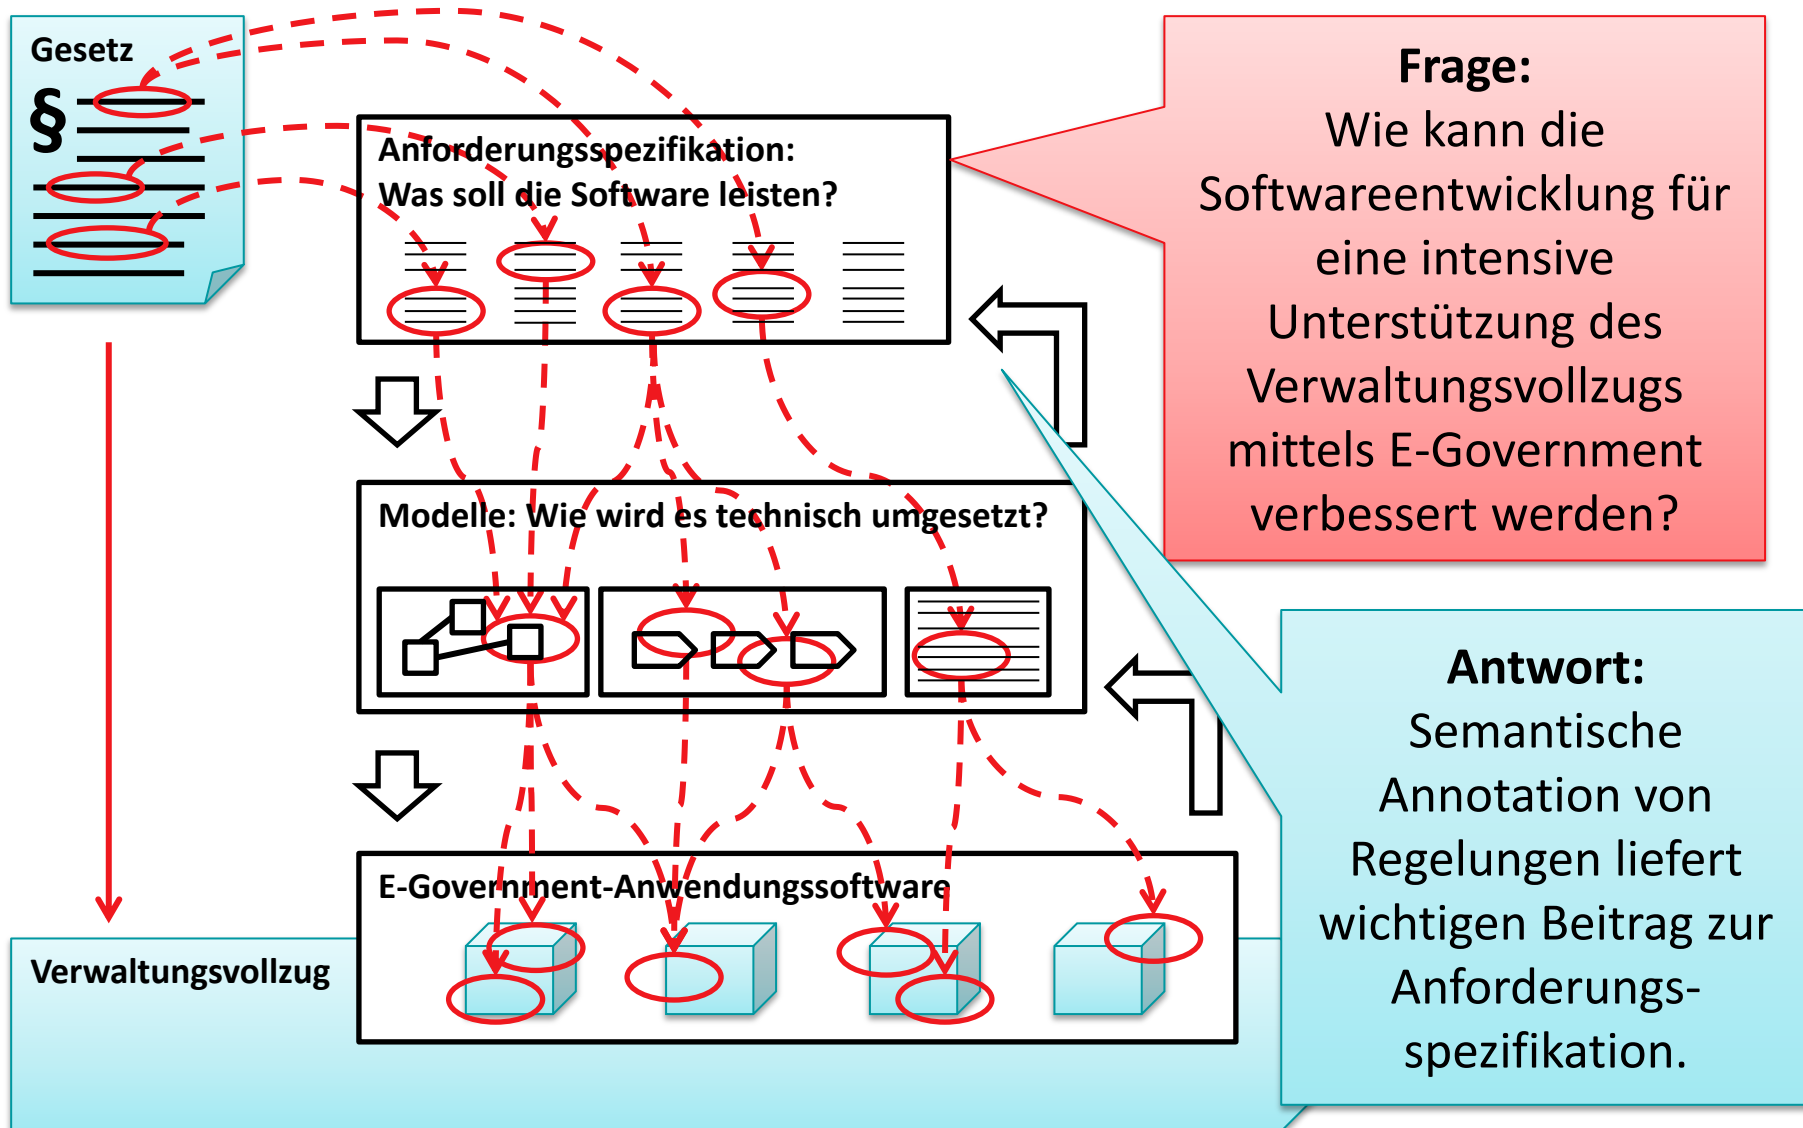 Gesetz
§
Anforderungsspezifikation:
Was soll die Software leisten?
Modelle: Wie wird es technisch umgesetzt?
E-Government-Anwendungssoftware
Verwaltungsvollzug
Frage:
Wie kann die
Softwareentwicklung für
eine intensive
Unterstützung des
Verwaltungsvollzugs
mittels E-Government
verbessert werden?
Antwort:
Semantische
Annotation von
Regelungen liefert
wichtigen Beitrag zur
Anforderungs-
spezifikation.